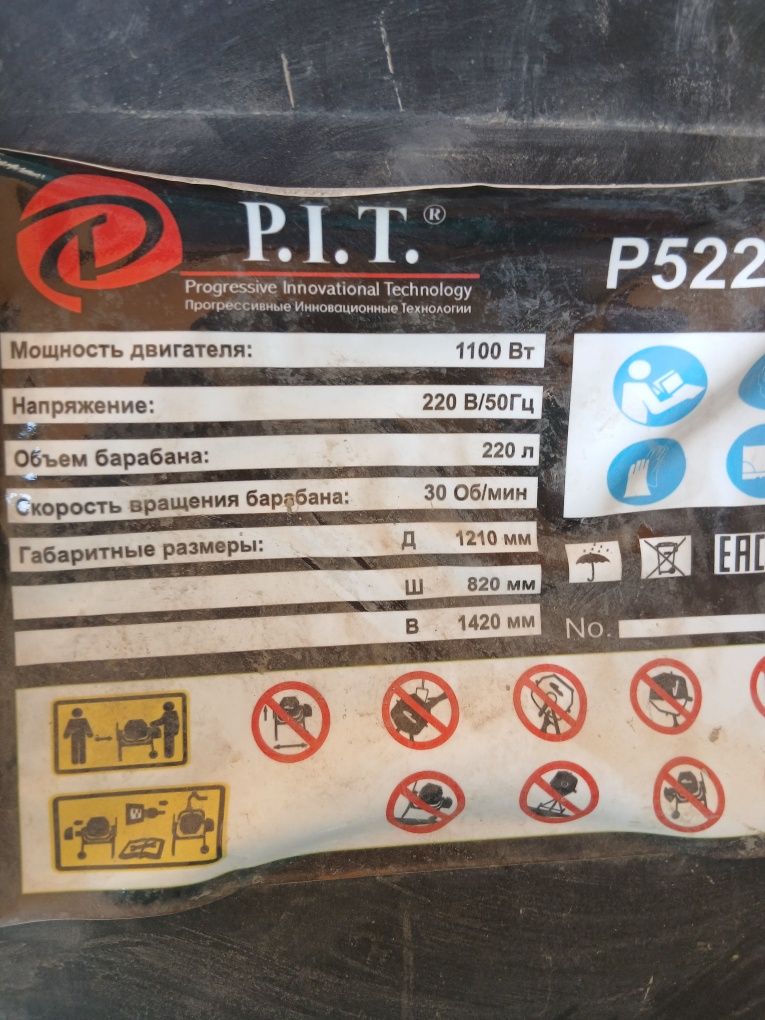 P.I.T.®
Progressive Innovational Technology
Прогрессивные Инновационные Технологии
P522
Мощность двигателя: 1100 Вт
Напряжение: 220 В/50Гц
Объем барабана: 220 л
Скорость вращения барабана: 30 Об/мин
Габаритные размеры: Д 1210 мм
Ш 820 мм
В 1420 мм
EAC
No.